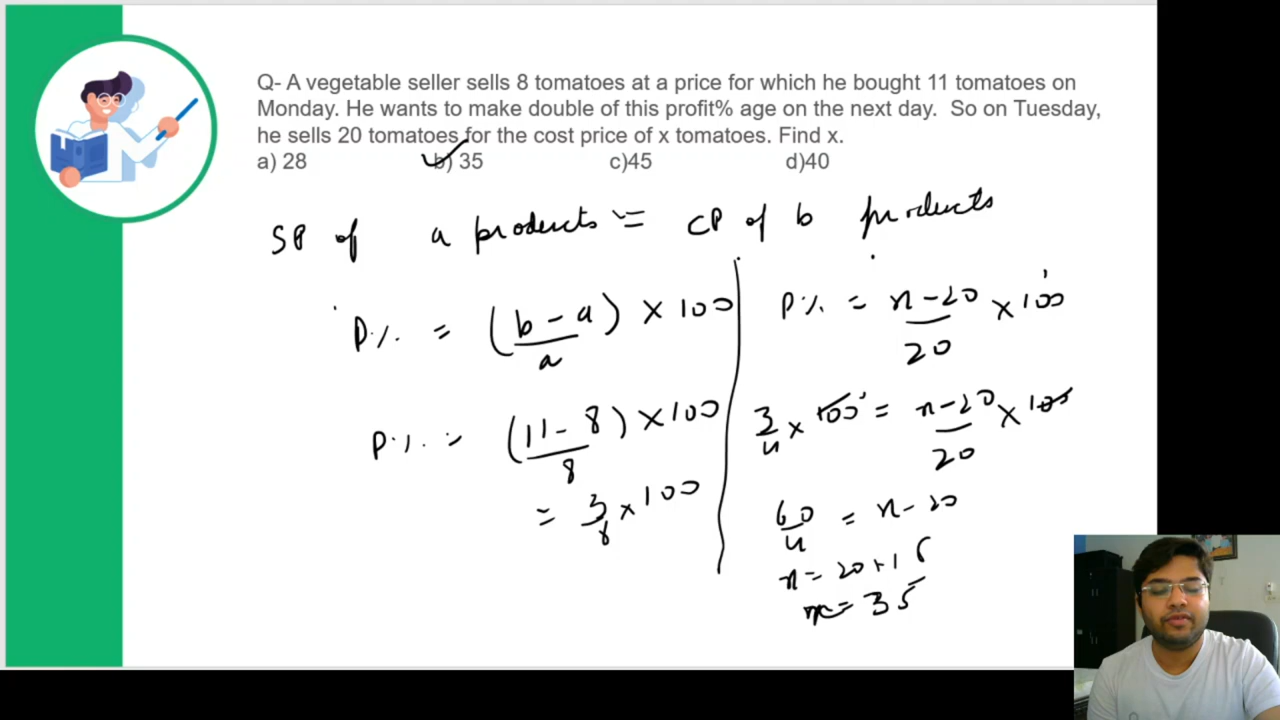 Q- A vegetable seller sells 8 tomatoes at a price for which he bought 11 tomatoes on
Monday. He wants to make double of this profit% age on the next day. So on Tuesday,
he sells 20 tomatoes for the cost price of x tomatoes. Find x.
a) 28 b) 35 c)45 d)40
SP of a products = CP of b products
P% = (b - a / a) × 100
P% = (11 - 8 / 8) × 100
= 3/8 × 100
P% = x - 20 / 20 × 100
3/4 × 100 = x - 20 / 20 × 100
60/4 = x - 20
x = 20 + 15
x = 35